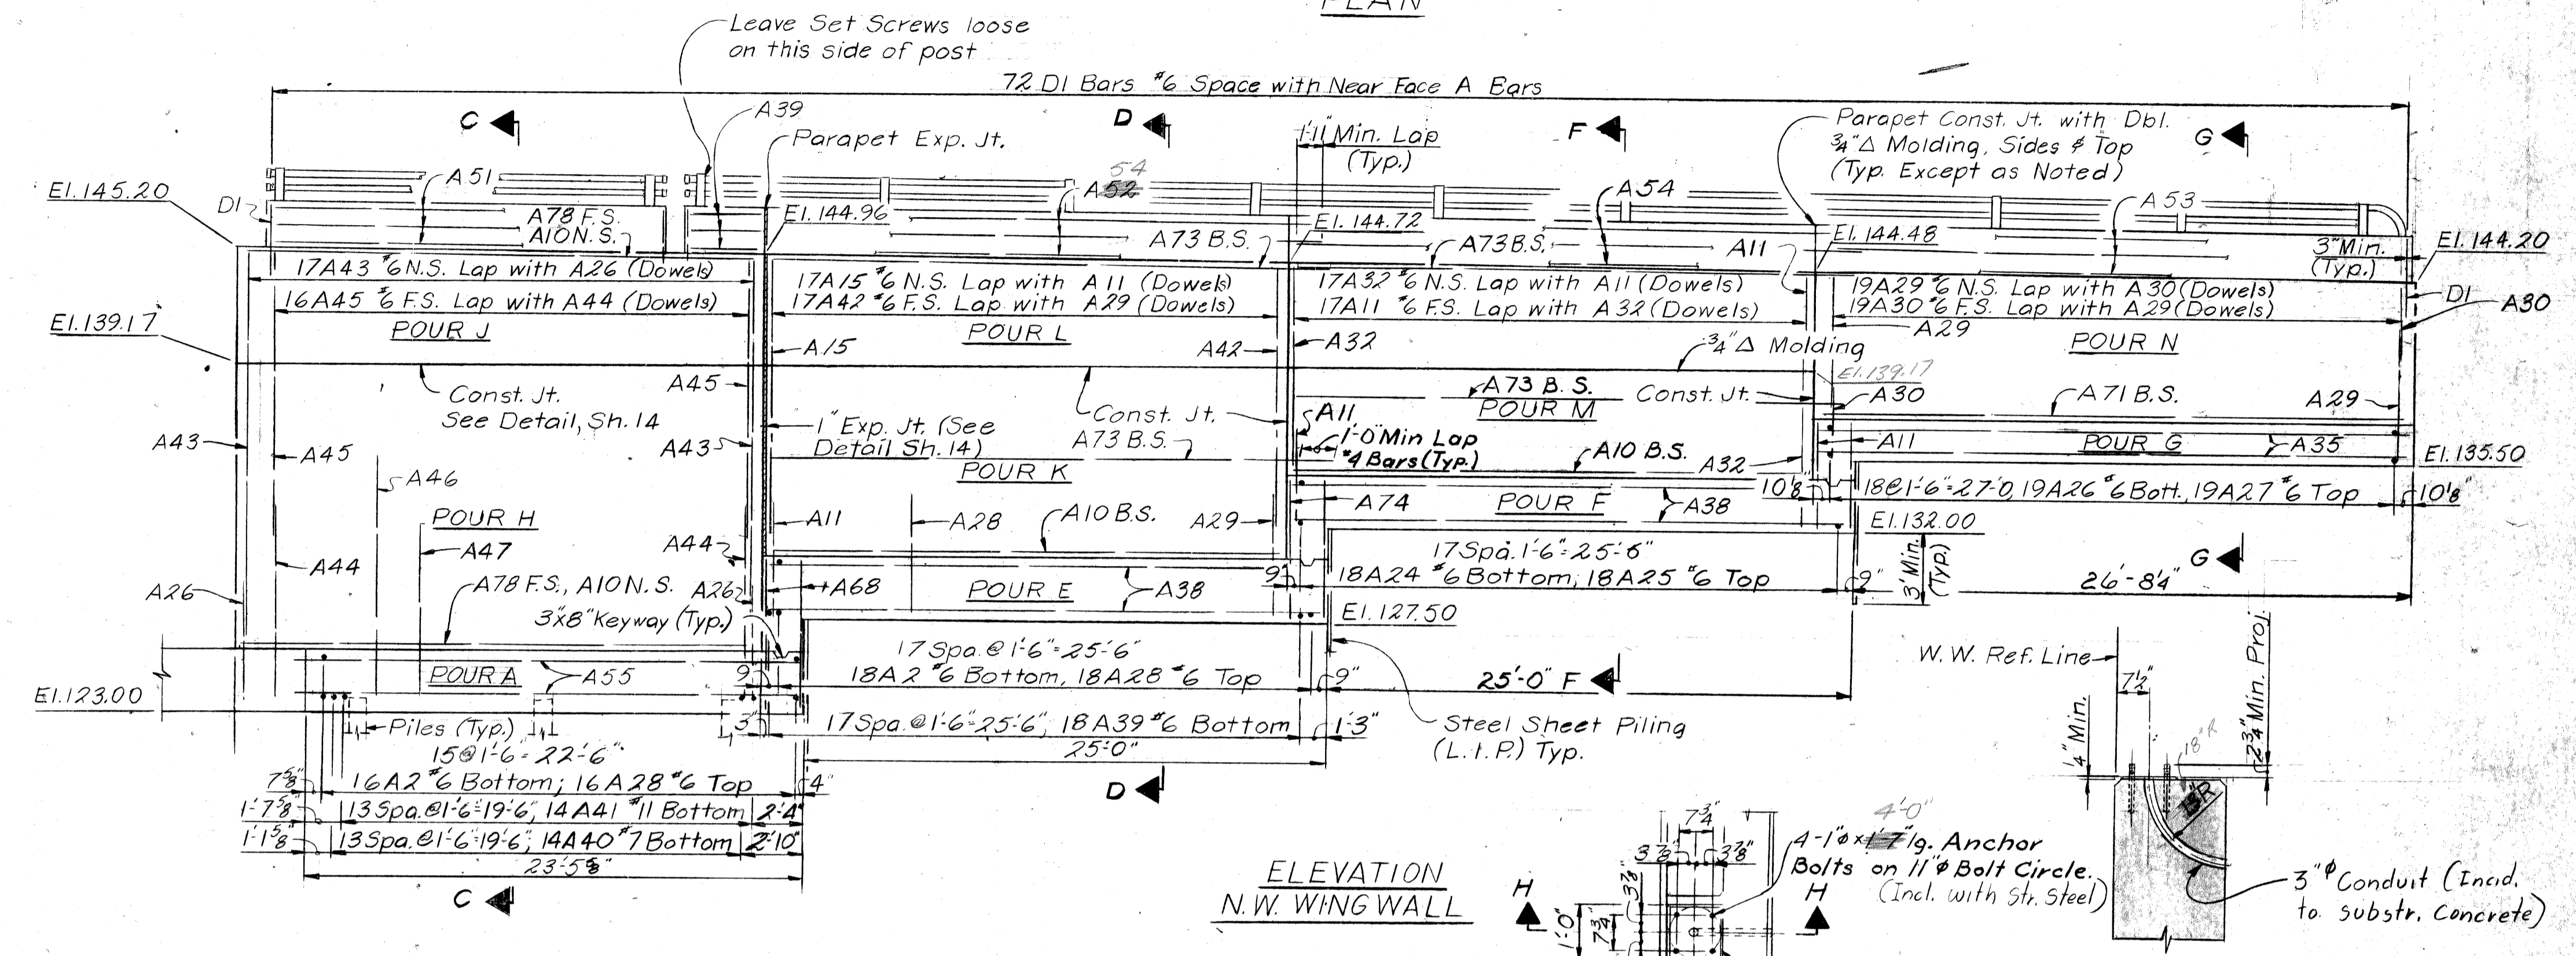 PLAN
Leave Set Screws loose
on this side of post
72 D1 Bars #6 Space with Near Face A Ears
C
A39
D
1'-11" Min. Lap
(Typ.)
F
Parapet Const. Jt. with Dbl.
3/4" Δ Molding, Sides & Top
(Typ. Except as Noted)
G
Parapet Exp. Jt.
El. 145.20
D1
A51
A78 F.S.
A10 N.S.
El. 144.96
54
A52
A73 B.S.
El. 144.72
A73 B.S.
A54
A11
El. 144.48
A53
3" Min.
(Typ.)
El. 144.20
17A43 #6 N.S. Lap with A26 (Dowels)
16A45 #6 F.S. Lap with A44 (Dowels)
POUR J
17A15 #6 N.S. Lap with A11 (Dowels)
17A42 #6 F.S. Lap with A29 (Dowels)
POUR L
17A32 #6 N.S. Lap with A11 (Dowels)
17A11 #6 F.S. Lap with A32 (Dowels)
19A29 #6 N.S. Lap with A30 (Dowels)
19A30 #6 F.S. Lap with A29 (Dowels)
A29
POUR N
D1
A30
El. 139.17
A15
A42
A32
3/4" Δ Molding
El. 139.17
Const. Jt.
See Detail, Sh. 14
A45
Const. Jt.
A73 B.S.
POUR M
Const. Jt.
A30
A71 B.S.
A29
A43
A45
A43
1" Exp. Jt. (See
Detail Sh. 14)
A73 B.S.
A11
1'-0" Min Lap
#4 Bars (Typ.)
A10 B.S.
A32
A11
POUR G
A35
El. 135.50
A46
POUR K
POUR H
A47
A44
A11
A28
A10 B.S.
A29
A74
POUR F
A38
10 1/8"
18@1'-6"=27'-0, 19A26 #6 Bott., 19A27 #6 Top
10 1/8"
El. 132.00
A44
A26
A78 F.S., A10 N.S.
A26
3"x8" Keyway (Typ.)
A68
POUR E
A38
9"
17 Spa. 1'-6"=25'-6"
18A24 #6 Bottom, 18A25 #6 Top
9"
3' Min.
(Typ.)
G
26'-8 1/4"
El. 127.50
POUR A
A55
El. 123.00
9"
17 Spa. @ 1'-6"=25'-6"
18A2 #6 Bottom, 18A28 #6 Top
9"
25'-0"
F
Piles (Typ.)
3"
17 Spa. @ 1'-6"=25'-6", 18A39 #6 Bottom
1'-3"
25'-0"
Steel Sheet Piling
(L.I.P.) Typ.
15@1'-6"=22'-6"
7 5/8"
16A2 #6 Bottom; 16A28 #6 Top
4"
1'-7 5/8"
13 Spa. @1'-6"=19'-6", 14A41 #11 Bottom
2'-4"
1'-1 5/8"
13 Spa. @1'-6"=19'-6", 14A40 #7 Bottom
2'-10"
23'-5 5/8"
C
D
ELEVATION
N.W. WINGWALL
7 3/4"
3 7/8"
3 7/8"
3 7/8"
1'-0"
7 3/4"
H
H
4'-0"
4-1"φ x 1'-7" lg. Anchor
Bolts on 11"φ Bolt Circle.
(Incl. with Str. Steel)
W.W. Ref. Line
7 1/2"
1/4" Min.
2 3/4" Min. Proj.
18" R
3"φ Conduit (Incid.
to substr. Concrete)